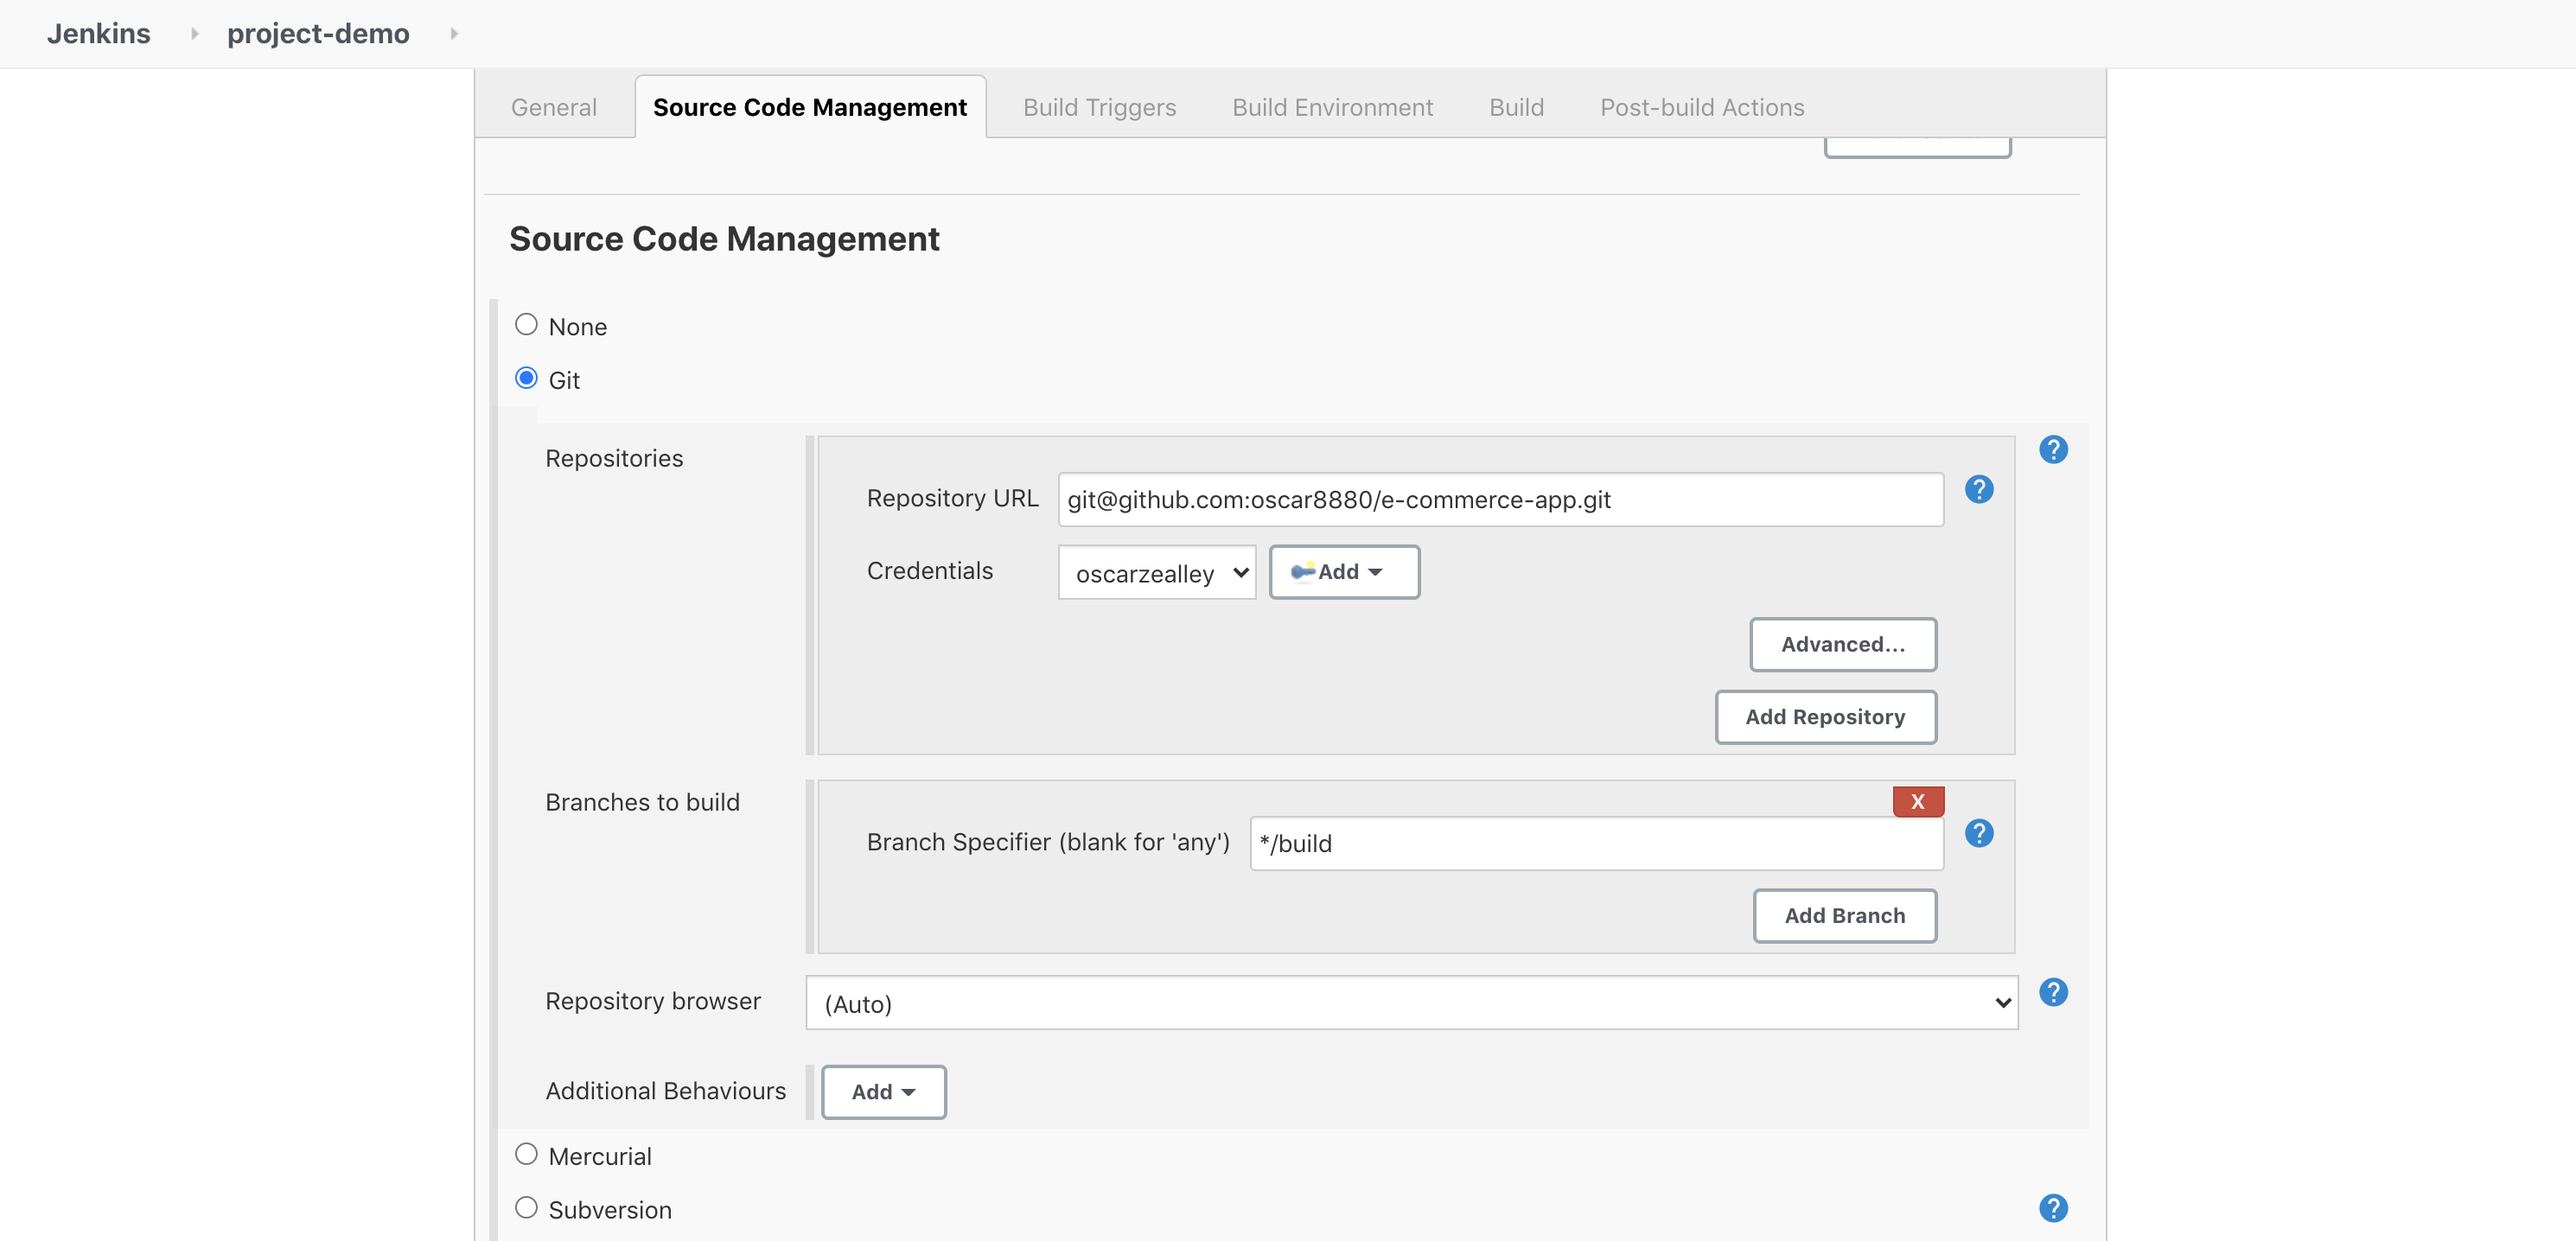 Jenkins project-demo
General Source Code Management Build Triggers Build Environment Build Post-build Actions
Source Code Management
None
Git
Repositories
?
Repository URL git@github.com:oscar8880/e-commerce-app.git ?
Credentials oscarzealley Add
Advanced...
Add Repository
Branches to build
X
Branch Specifier (blank for 'any') */build ?
Add Branch
Repository browser (Auto) ?
Additional Behaviours Add
Mercurial
Subversion ?